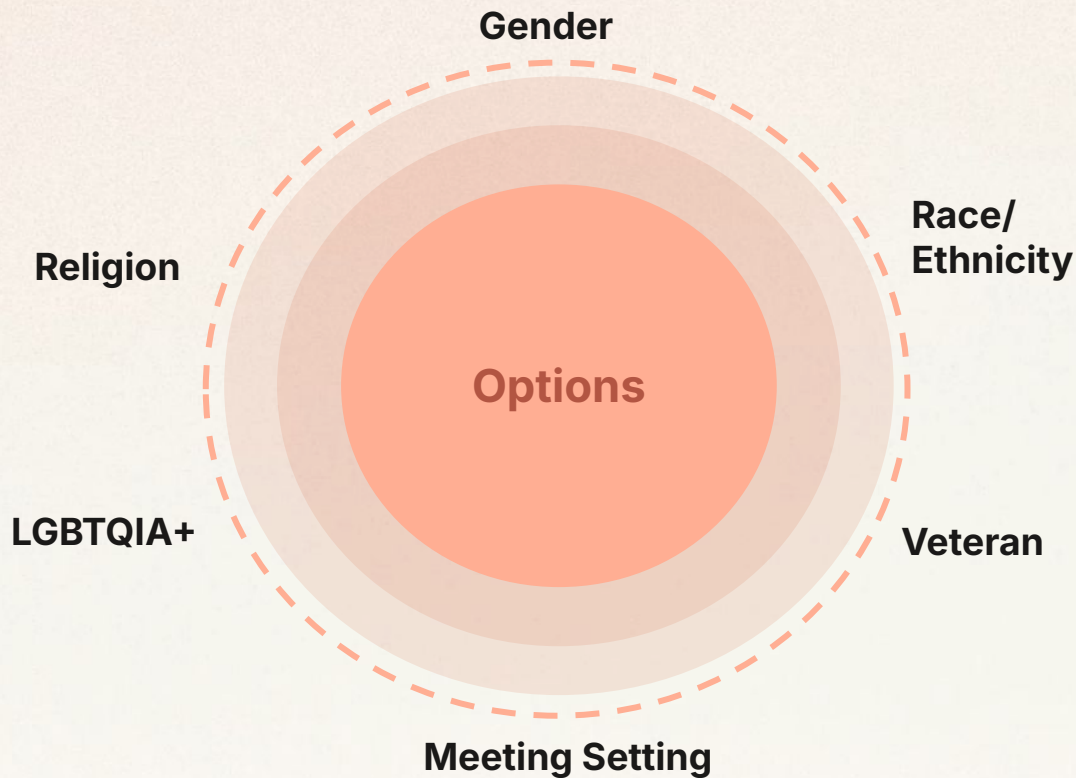 Gender
Race/
Ethnicity
Religion
Options
LGBTQIA+
Veteran
Meeting Setting